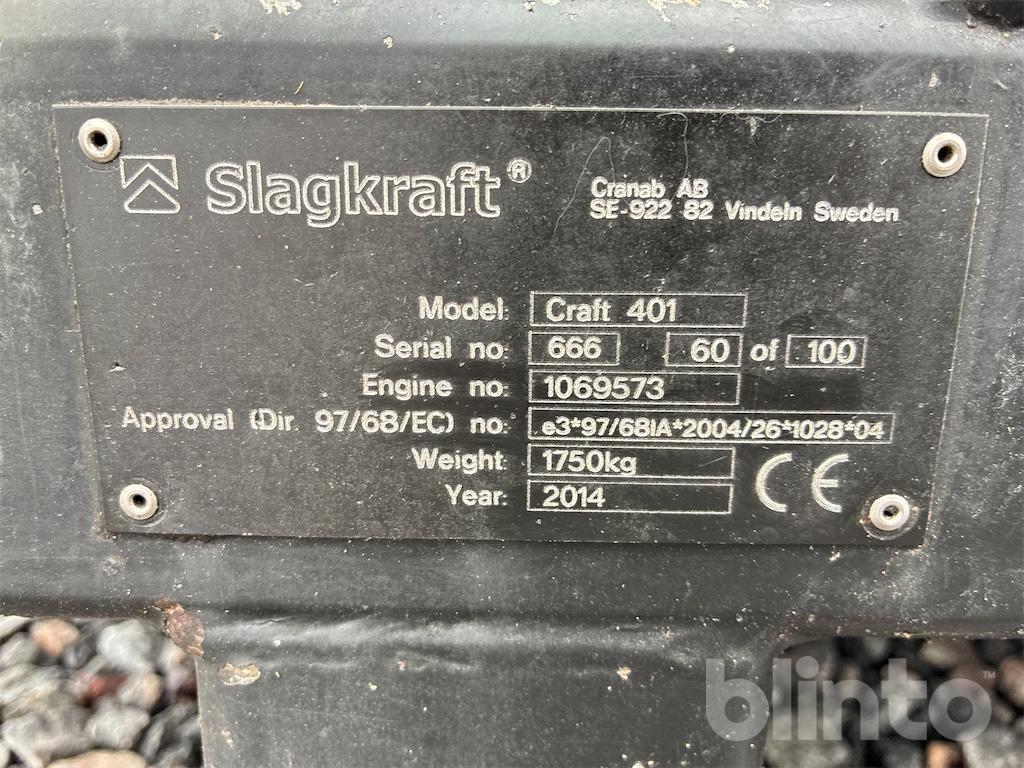 Slagkraft®
Cranab AB
SE-922 82 Vindeln Sweden
Model: Craft 401
Serial no: 666 60 of 100
Engine no: 1069573
Approval (Dir. 97/68/EC) no: e3*97/68IA*2004/26*1028*04
Weight: 1750kg
Year: 2014
CE
blinto™